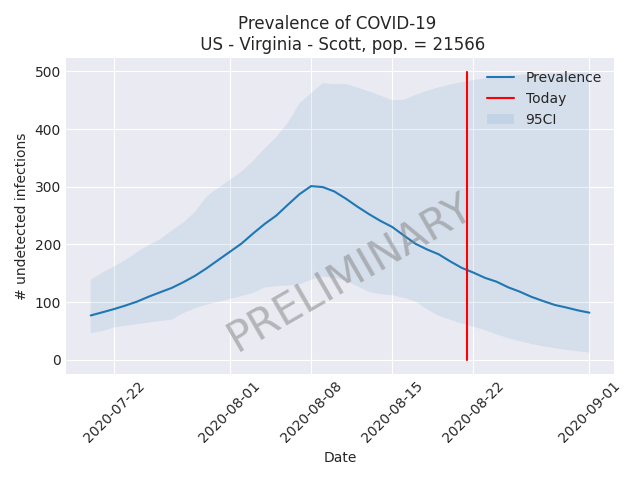 Prevalence of COVID-19
US - Virginia - Scott, pop. = 21566
500
400
300
200
100
0
# undetected infections
Prevalence
Today
95CI
PRELIMINARY
2020-07-22
2020-08-01
2020-08-08
2020-08-15
2020-08-22
2020-09-01
Date